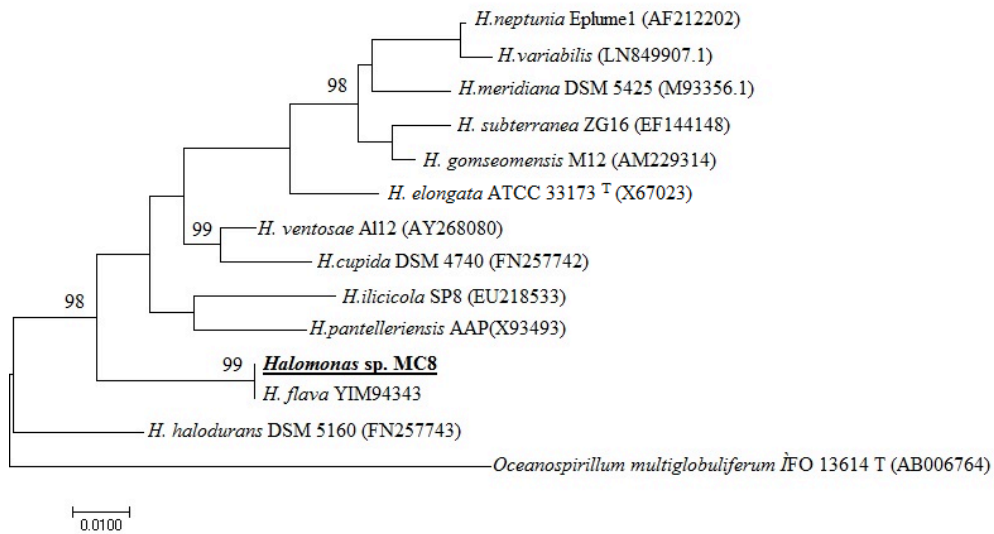 H.neptunia Eplume1 (AF212202)
H.variabilis (LN849907.1)
98
H.meridiana DSM 5425 (M93356.1)
H. subterranea ZG16 (EF144148)
H. gomseomensis M12 (AM229314)
H. elongata ATCC 33173 T (X67023)
99
H. ventosae Al12 (AY268080)
H.cupida DSM 4740 (FN257742)
98
H.ilicicola SP8 (EU218533)
H.pantelleriensis AAP(X93493)
99
Halomonas sp. MC8
H. flava YIM94343
H. halodurans DSM 5160 (FN257743)
Oceanospirillum multiglobuliferum ÌFO 13614 T (AB006764)
0.0100